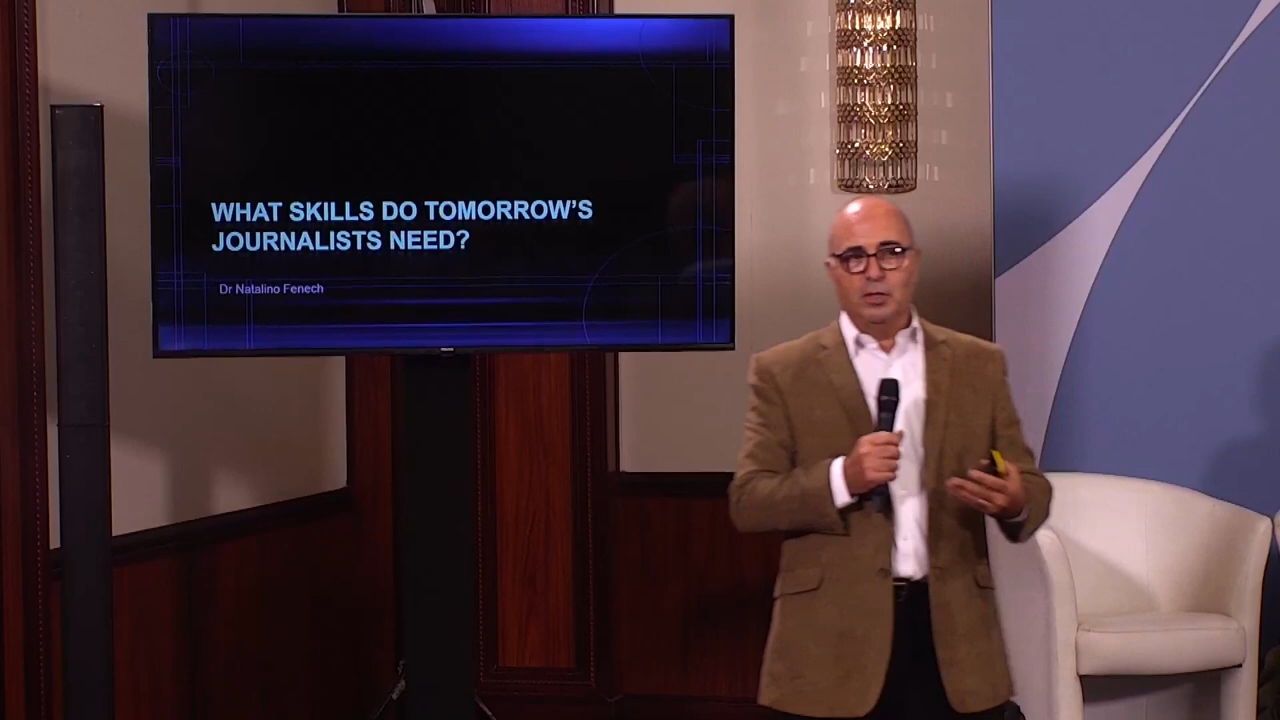 WHAT SKILLS DO TOMORROW'S
JOURNALISTS NEED?
Dr Natalino Fenech